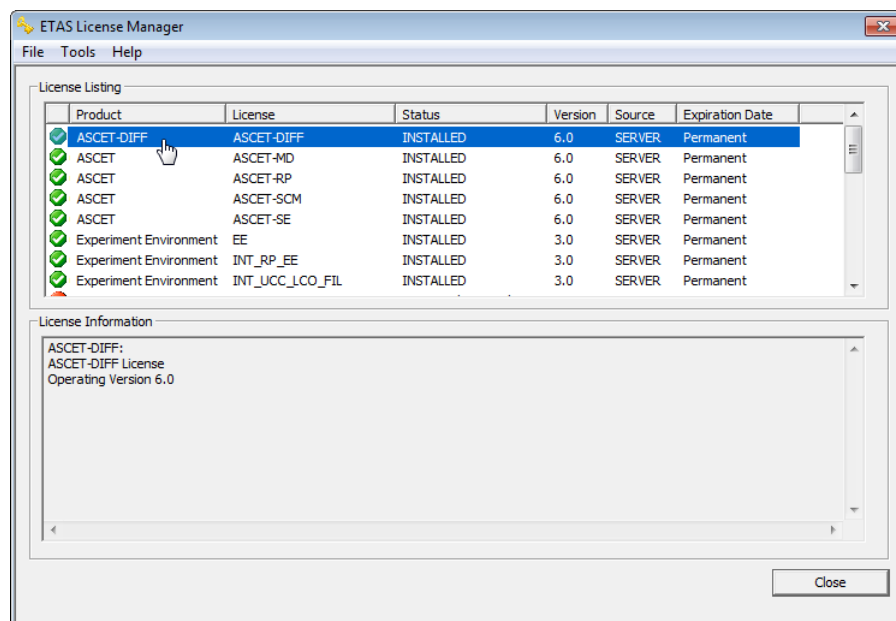 ETAS License Manager
File Tools Help
License Listing
Product License Status Version Source Expiration Date
ASCET-DIFF ASCET-DIFF INSTALLED 6.0 SERVER Permanent
ASCET ASCET-MD INSTALLED 6.0 SERVER Permanent
ASCET ASCET-RP INSTALLED 6.0 SERVER Permanent
ASCET ASCET-SCM INSTALLED 6.0 SERVER Permanent
ASCET ASCET-SE INSTALLED 6.0 SERVER Permanent
Experiment Environment EE INSTALLED 3.0 SERVER Permanent
Experiment Environment INT_RP_EE INSTALLED 3.0 SERVER Permanent
Experiment Environment INT_UCC_LCO_FIL INSTALLED 3.0 SERVER Permanent
License Information
ASCET-DIFF:
ASCET-DIFF License
Operating Version 6.0
Close